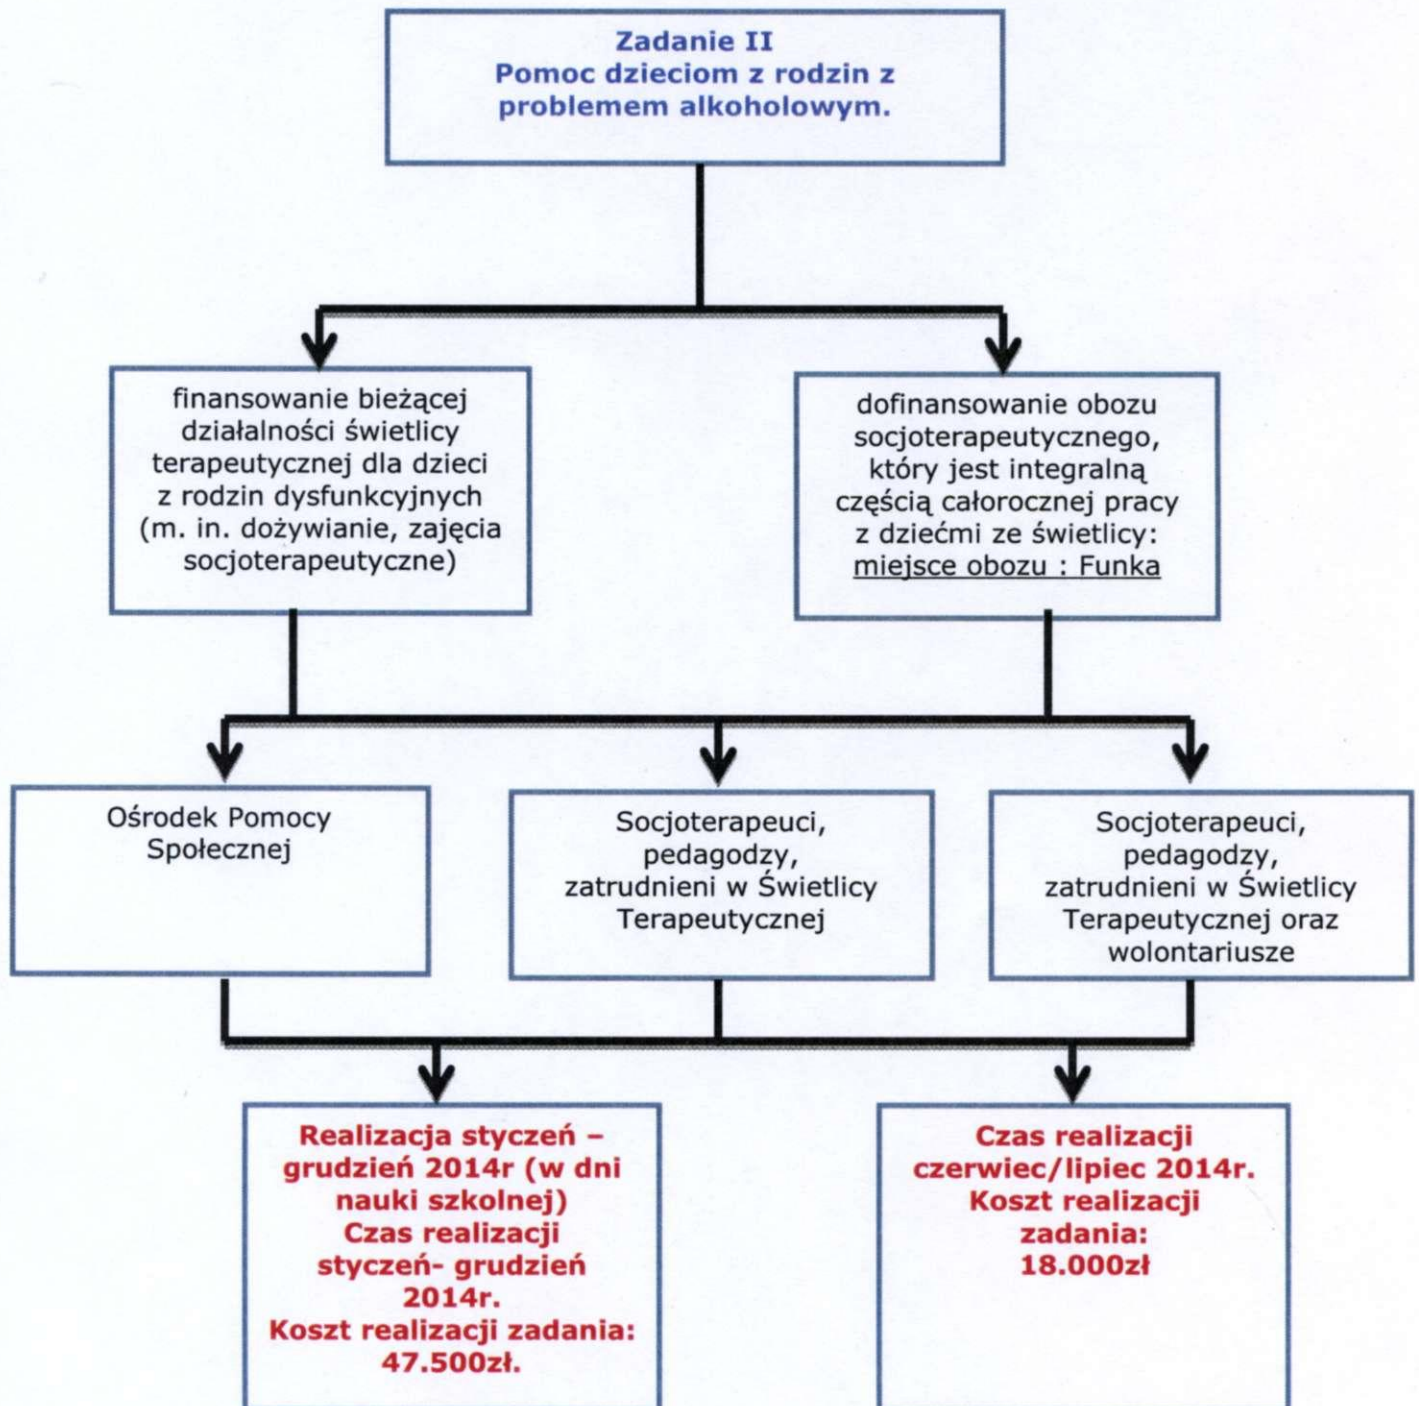 Zadanie II
Pomoc dzieciom z rodzin z
problemem alkoholowym.
finansowanie bieżącej
działalności świetlicy
terapeutycznej dla dzieci
z rodzin dysfunkcyjnych
(m. in. dożywianie, zajęcia
socjoterapeutyczne)
dofinansowanie obozu
socjoterapeutycznego,
który jest integralną
częścią całorocznej pracy
z dziećmi ze świetlicy:
miejsce obozu : Funka
Ośrodek Pomocy
Społecznej
Socjoterapeuci,
pedagodzy,
zatrudnieni w Świetlicy
Terapeutycznej
Socjoterapeuci,
pedagodzy,
zatrudnieni w Świetlicy
Terapeutycznej oraz
wolontariusze
Realizacja styczeń –
grudzień 2014r (w dni
nauki szkolnej)
Czas realizacji
styczeń- grudzień
2014r.
Koszt realizacji zadania:
47.500zł.
Czas realizacji
czerwiec/lipiec 2014r.
Koszt realizacji
zadania:
18.000zł